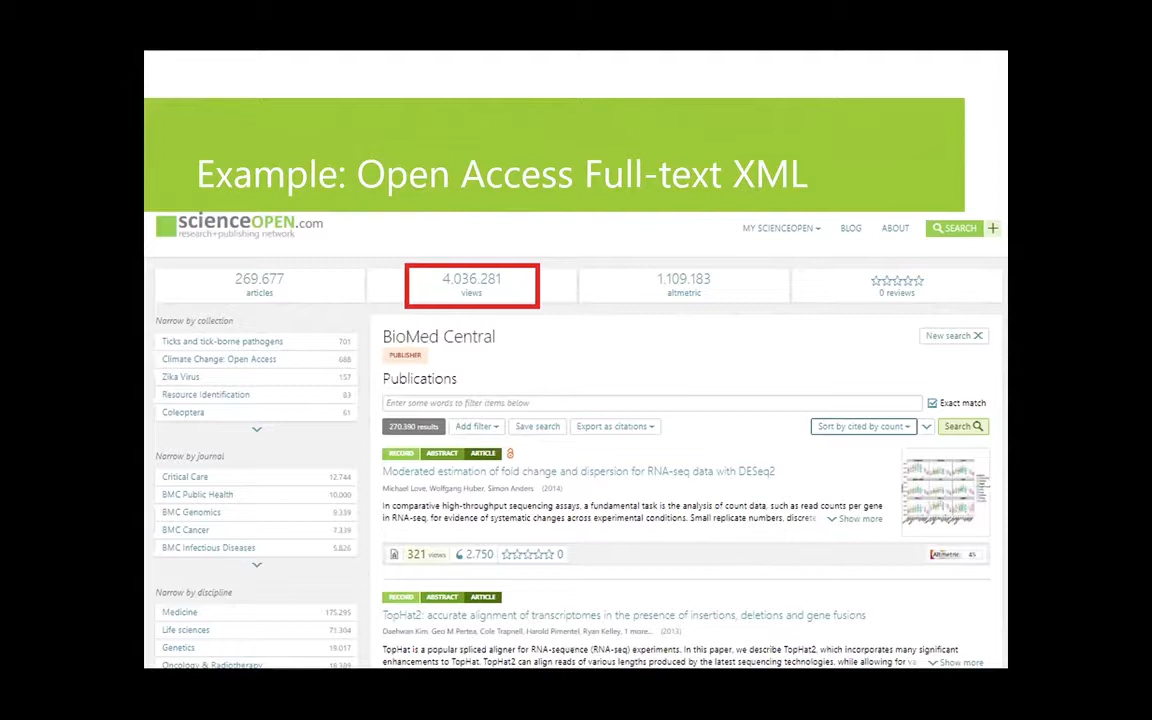 Example: Open Access Full-text XML
scienceOPEN.com
research+publishing network
MY SCIENCEOPEN BLOG ABOUT SEARCH +
269.677 4.036.281 1.109.183
articles views altmetric 0 reviews
Narrow by collection
Ticks and tick-borne pathogens 701
Climate Change: Open Access 688
Zika Virus 157
Resource Identification 83
Coleoptera 61
Narrow by journal
Critical Care 12.744
BMC Public Health 10,000
BMC Genomics 9.339
BMC Cancer 7.339
BMC Infectious Diseases 5.826
Narrow by discipline
Medicine 175.295
Life sciences 71.304
Genetics 19.017
Oncology & Radiotherapy 18.389
BioMed Central New search X
PUBLISHER
Publications
Enter some words to filter items below Exact match
270.390 results Add filter Save search Export as citations Sort by cited by count Search
RECORD ABSTRACT ARTICLE
Moderated estimation of fold change and dispersion for RNA-seq data with DESeq2
Michael Love, Wolfgang Huber, Simon Anders (2014)
In comparative high-throughput sequencing assays, a fundamental task is the analysis of count data, such as read counts per gene
in RNA-seq, for evidence of systematic changes across experimental conditions. Small replicate numbers, discrete Show more
321 views 2.750 0 Altmetric 45
RECORD ABSTRACT ARTICLE
TopHat2: accurate alignment of transcriptomes in the presence of insertions, deletions and gene fusions
Daehwan Kim, Geo M Pertea, Cole Trapnell, Harold Pimentel, Ryan Kelley, 1 more... (2013)
TopHat is a popular spliced aligner for RNA-sequence (RNA-seq) experiments. In this paper, we describe TopHat2, which incorporates many significant
enhancements to TopHat. TopHat2 can align reads of various lengths produced by the latest sequencing technologies, while allowing for va Show more